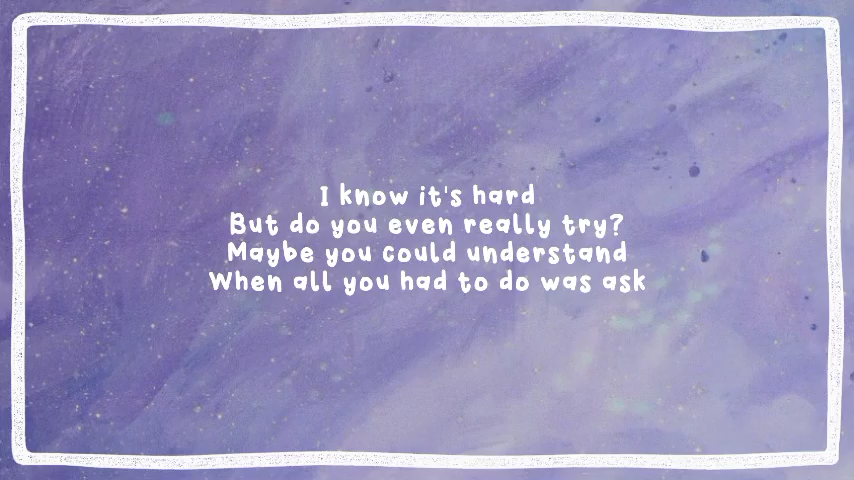 I know it's hard
But do you even really try?
Maybe you could understand
When all you had to do was ask